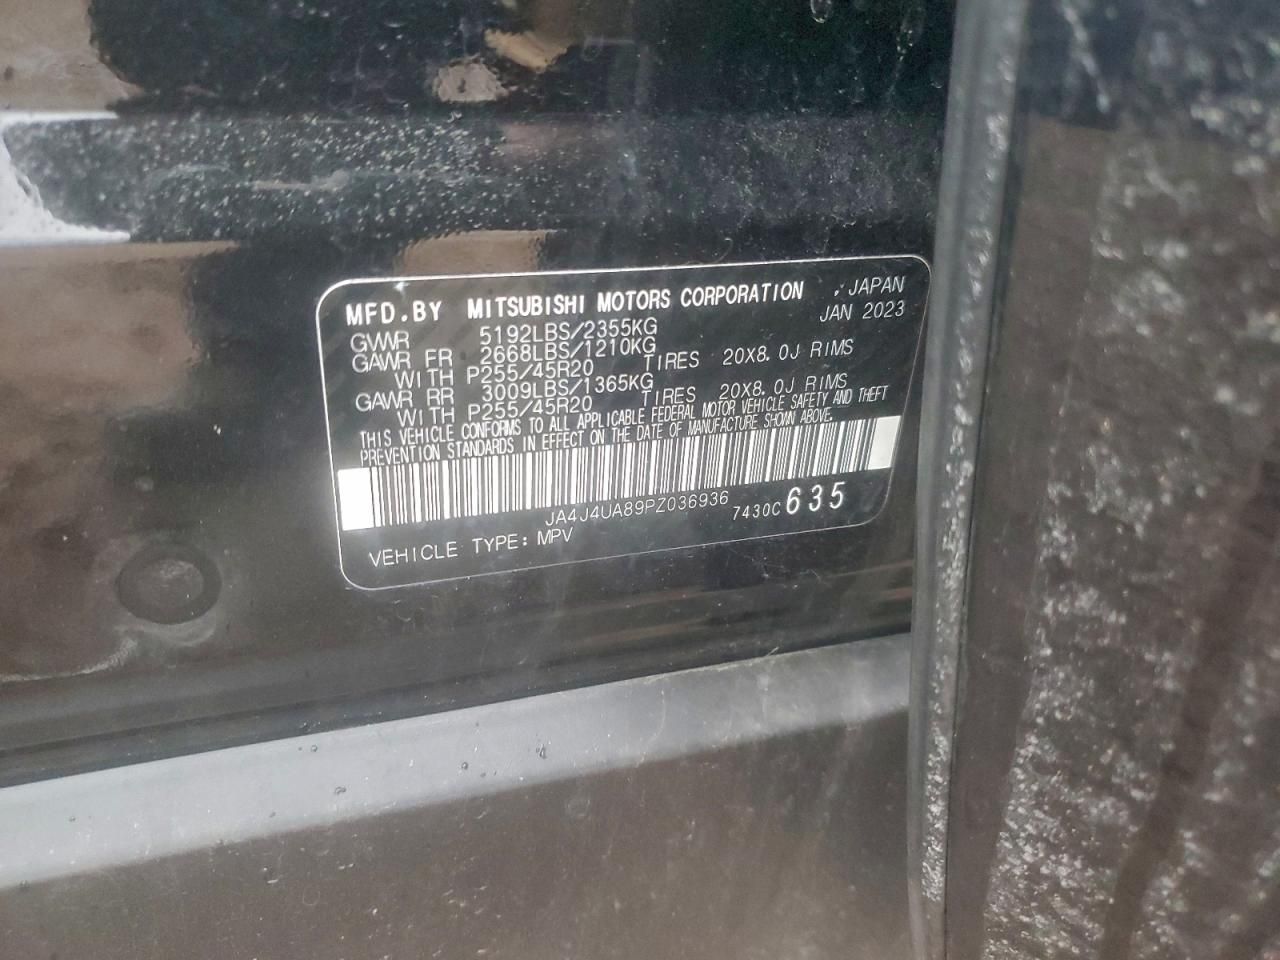 MFD.BY MITSUBISHI MOTORS CORPORATION , JAPAN
JAN 2023
GVWR 5192LBS/2355KG
GAWR FR 2668LBS/1210KG
WITH P255/45R20 TIRES 20X8.0J RIMS
GAWR RR 3009LBS/1365KG
WITH P255/45R20 TIRES 20X8.0J RIMS
THIS VEHICLE CONFORMS TO ALL APPLICABLE FEDERAL MOTOR VEHICLE SAFETY AND THEFT
PREVENTION STANDARDS IN EFFECT ON THE DATE OF MANUFACTURE SHOWN ABOVE.
JA4J4UA89PZ036936 7430C 635
VEHICLE TYPE: MPV